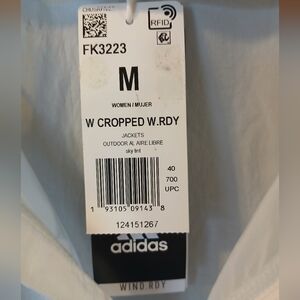 RFID
FK3223
M
WOMEN / MUJER
W CROPPED W.RDY
JACKETS
OUTDOOR AL AIRE LIBRE
sky tint
40
700
UPC
1 93105 09143 8
124151267
adidas
WIND.RDY